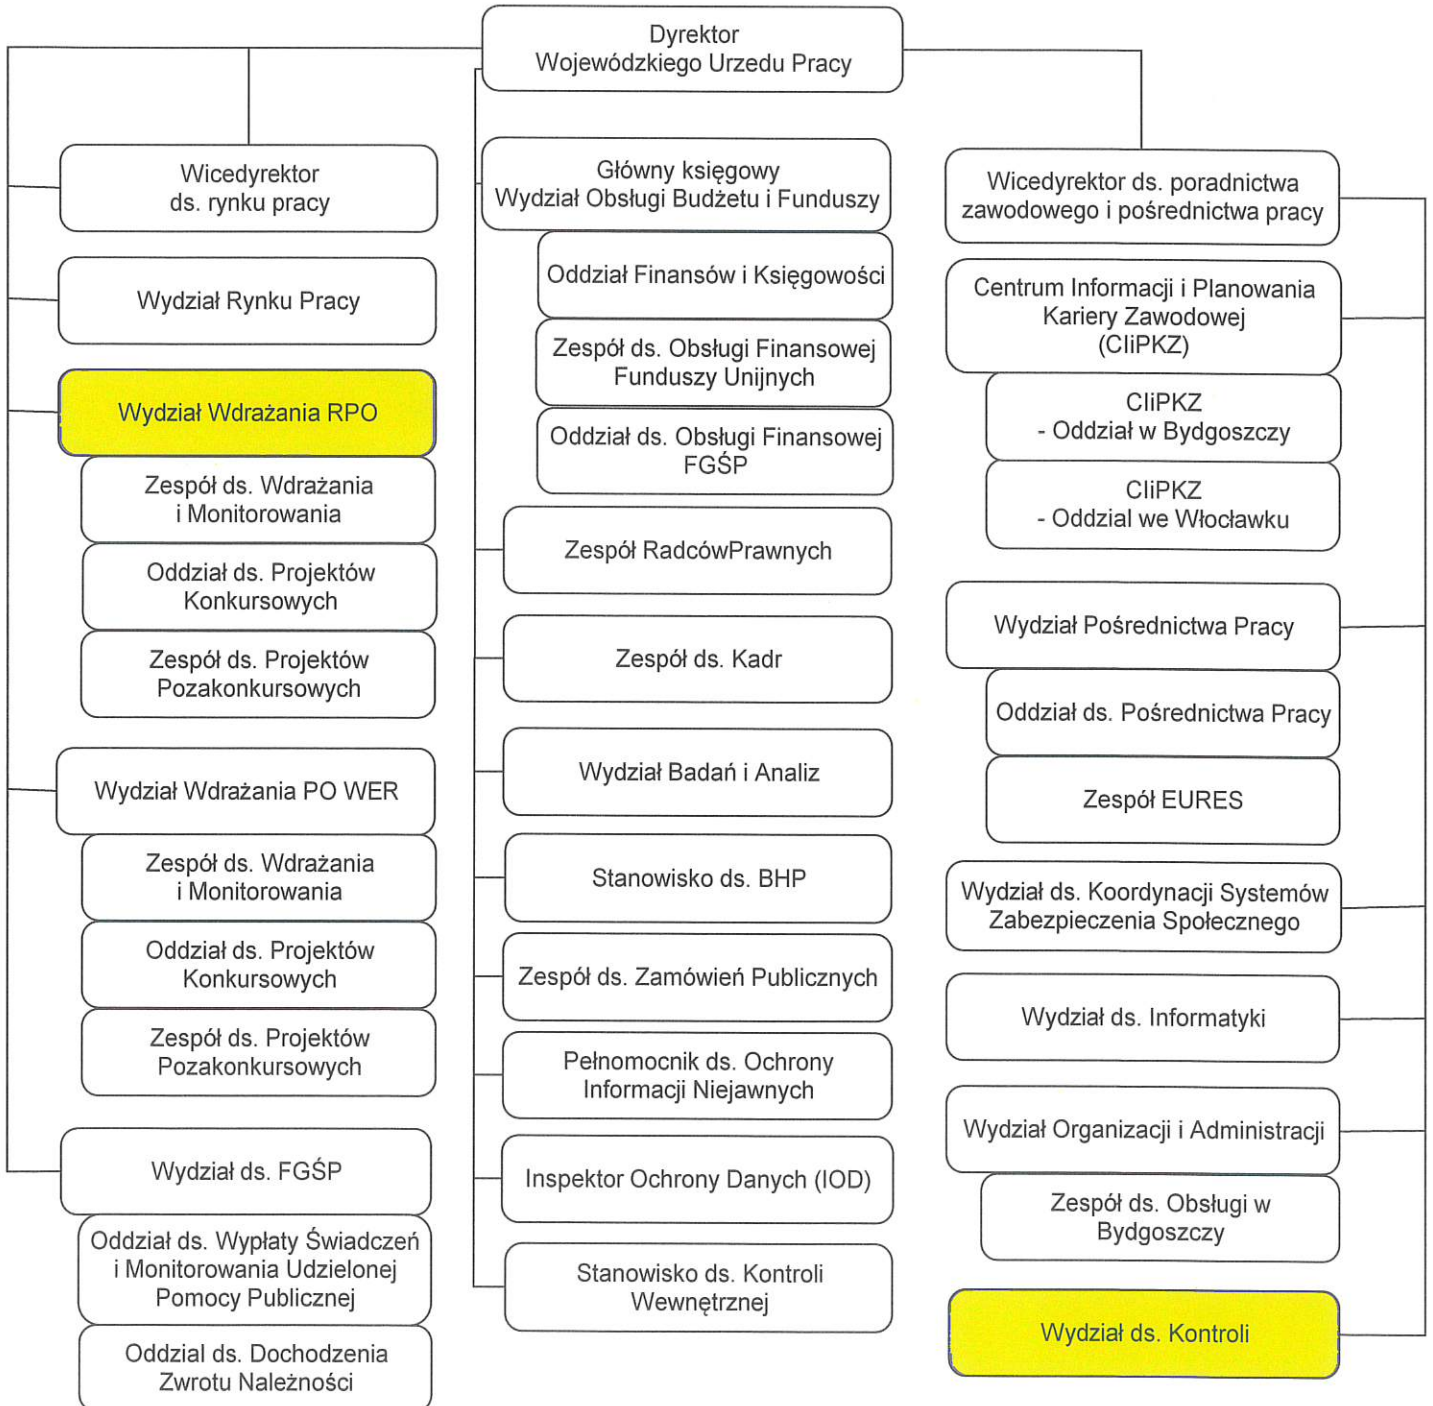 Dyrektor
Wojewódzkiego Urzedu Pracy
Wicedyrektor
ds. rynku pracy
Wydział Rynku Pracy
Wydział Wdrażania RPO
Zespół ds. Wdrażania
i Monitorowania
Oddział ds. Projektów
Konkursowych
Zespół ds. Projektów
Pozakonkursowych
Wydział Wdrażania PO WER
Zespół ds. Wdrażania
i Monitorowania
Oddział ds. Projektów
Konkursowych
Zespół ds. Projektów
Pozakonkursowych
Wydział ds. FGŚP
Oddział ds. Wypłaty Świadczeń
i Monitorowania Udzielonej
Pomocy Publicznej
Oddzial ds. Dochodzenia
Zwrotu Należności
Główny księgowy
Wydział Obsługi Budżetu i Funduszy
Oddział Finansów i Księgowości
Zespół ds. Obsługi Finansowej
Funduszy Unijnych
Oddział ds. Obsługi Finansowej
FGŚP
Zespół RadcówPrawnych
Zespół ds. Kadr
Wydział Badań i Analiz
Stanowisko ds. BHP
Zespół ds. Zamówień Publicznych
Pełnomocnik ds. Ochrony
Informacji Niejawnych
Inspektor Ochrony Danych (IOD)
Stanowisko ds. Kontroli
Wewnętrznej
Wicedyrektor ds. poradnictwa
zawodowego i pośrednictwa pracy
Centrum Informacji i Planowania
Kariery Zawodowej
(CIiPKZ)
CIiPKZ
- Oddział w Bydgoszczy
CIiPKZ
- Oddzial we Włocławku
Wydział Pośrednictwa Pracy
Oddział ds. Pośrednictwa Pracy
Zespół EURES
Wydział ds. Koordynacji Systemów
Zabezpieczenia Społecznego
Wydział ds. Informatyki
Wydział Organizacji i Administracji
Zespół ds. Obsługi w
Bydgoszczy
Wydział ds. Kontroli